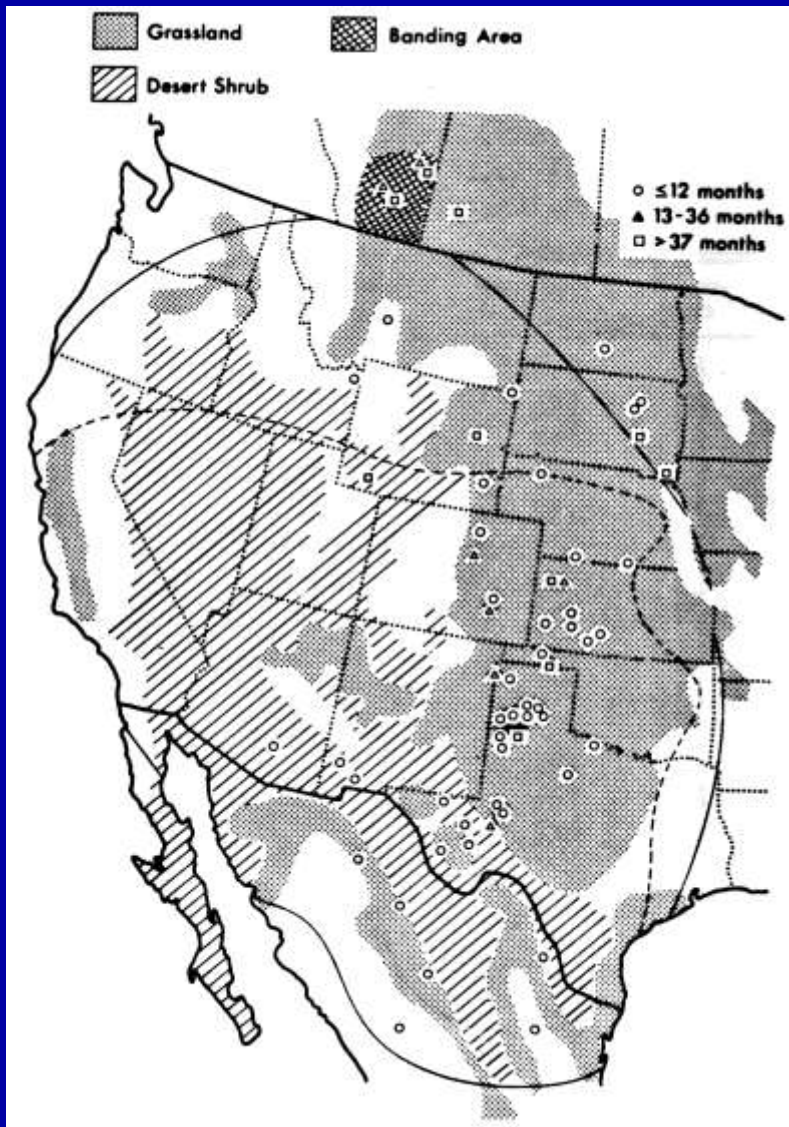 Grassland
Banding Area
Desert Shrub
≤12 months
13-36 months
>37 months